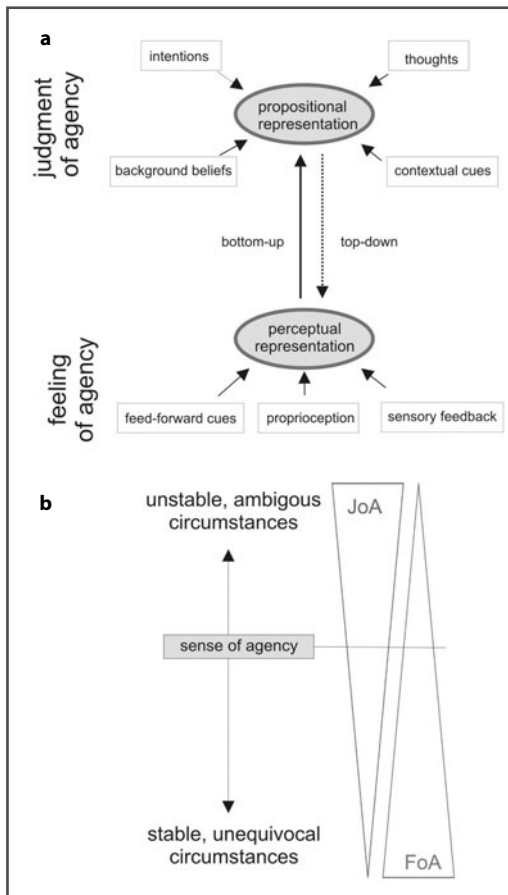 a
judgment
of agency
intentions
thoughts
propositional
representation
background beliefs
contextual cues
bottom-up
top-down
feeling
of agency
perceptual
representation
feed-forward cues
proprioception
sensory feedback
b
unstable, ambigous
circumstances
JoA
sense of agency
stable, unequivocal
circumstances
FoA